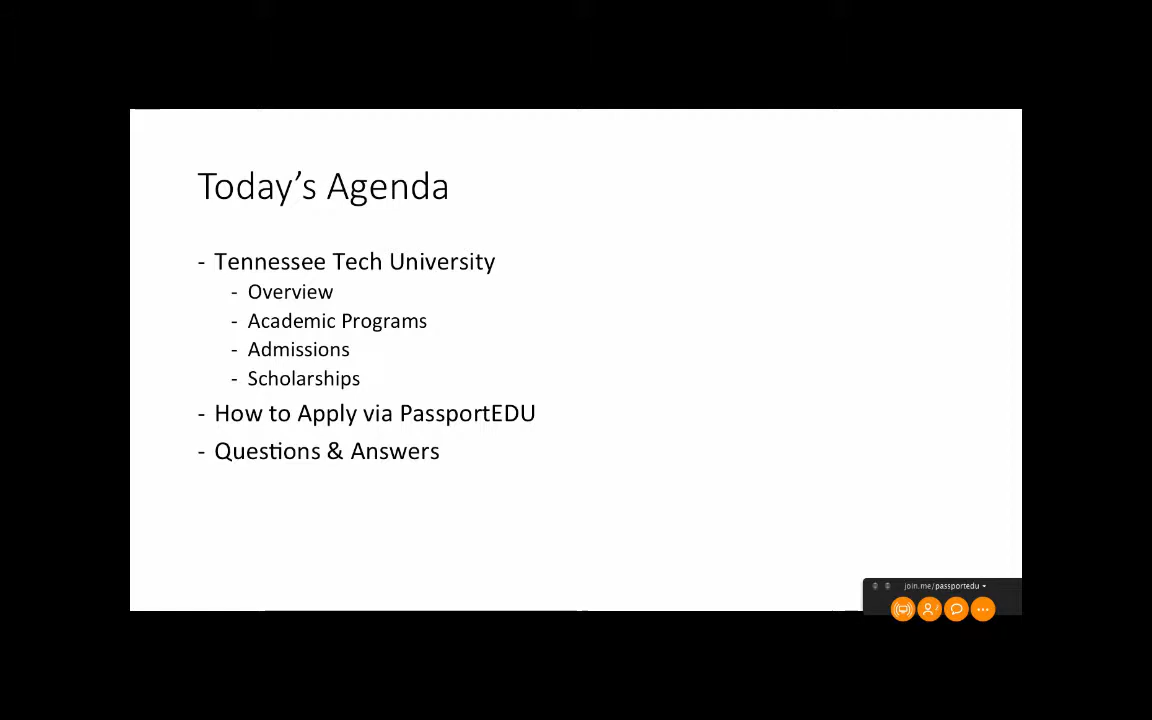 Today's Agenda
- Tennessee Tech University
- Overview
- Academic Programs
- Admissions
- Scholarships
- How to Apply via PassportEDU
- Questions & Answers
join.me/passportedu